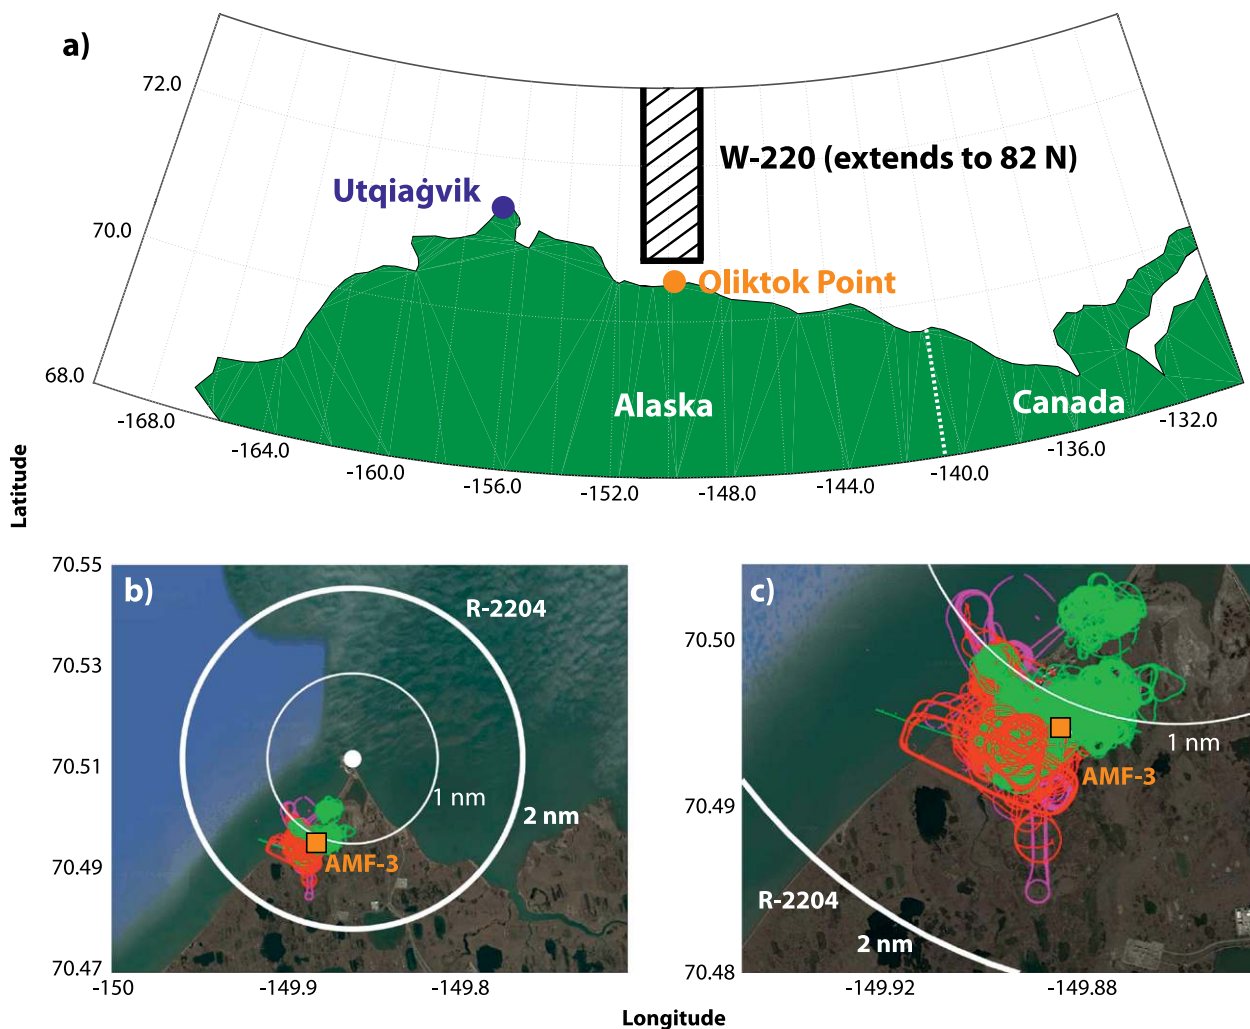 a)
72.0
70.0
68.0
W-220 (extends to 82 N)
Utqiaġvik
Oliktok Point
Alaska
Canada
-168.0
-164.0
-160.0
-156.0
-152.0
-148.0
-144.0
-140.0
-136.0
-132.0
Latitude
b)
70.55
70.53
70.51
70.49
70.47
R-2204
1 nm
2 nm
AMF-3
-150
-149.9
-149.8
c)
70.50
70.49
70.48
1 nm
AMF-3
R-2204
2 nm
-149.92
-149.88
Longitude